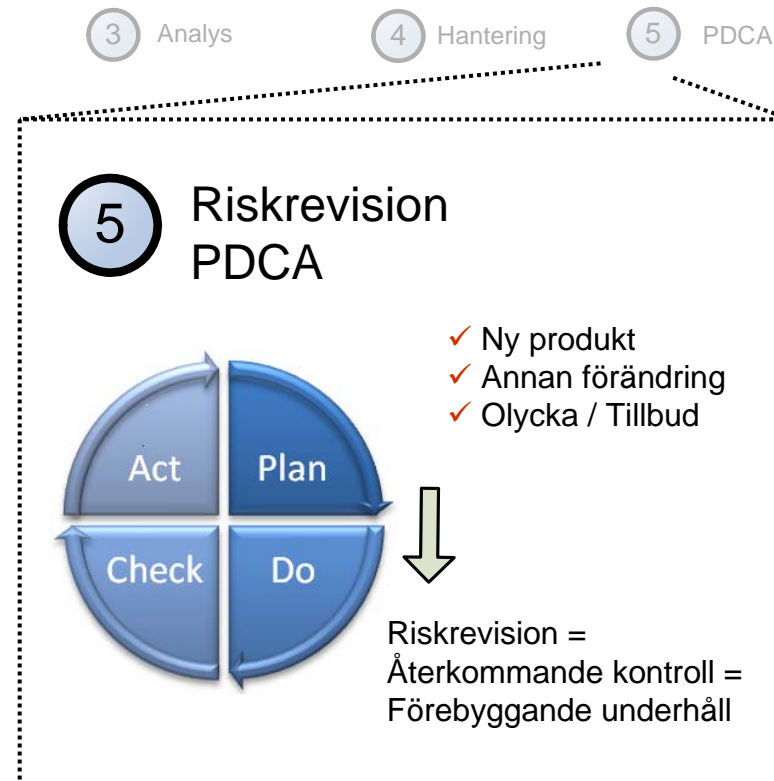 3 Analys 4 Hantering 5 PDCA
5 Riskrevision
PDCA
✓ Ny produkt
✓ Annan förändring
✓ Olycka / Tillbud
Act Plan
Check Do
Riskrevision =
Återkommande kontroll =
Förebyggande underhåll